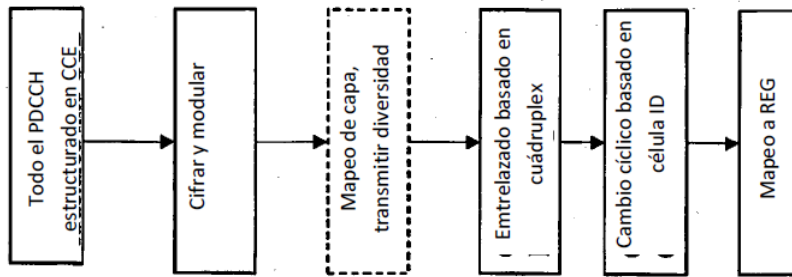 Todo el PDCCH
estructurado en CCE
Cifrar y modular
Mapeo de capa,
transmitir diversidad
Emtrelazado basado en
cuádruplex
Cambio cíclico basado en
célula ID
Mapeo a REG